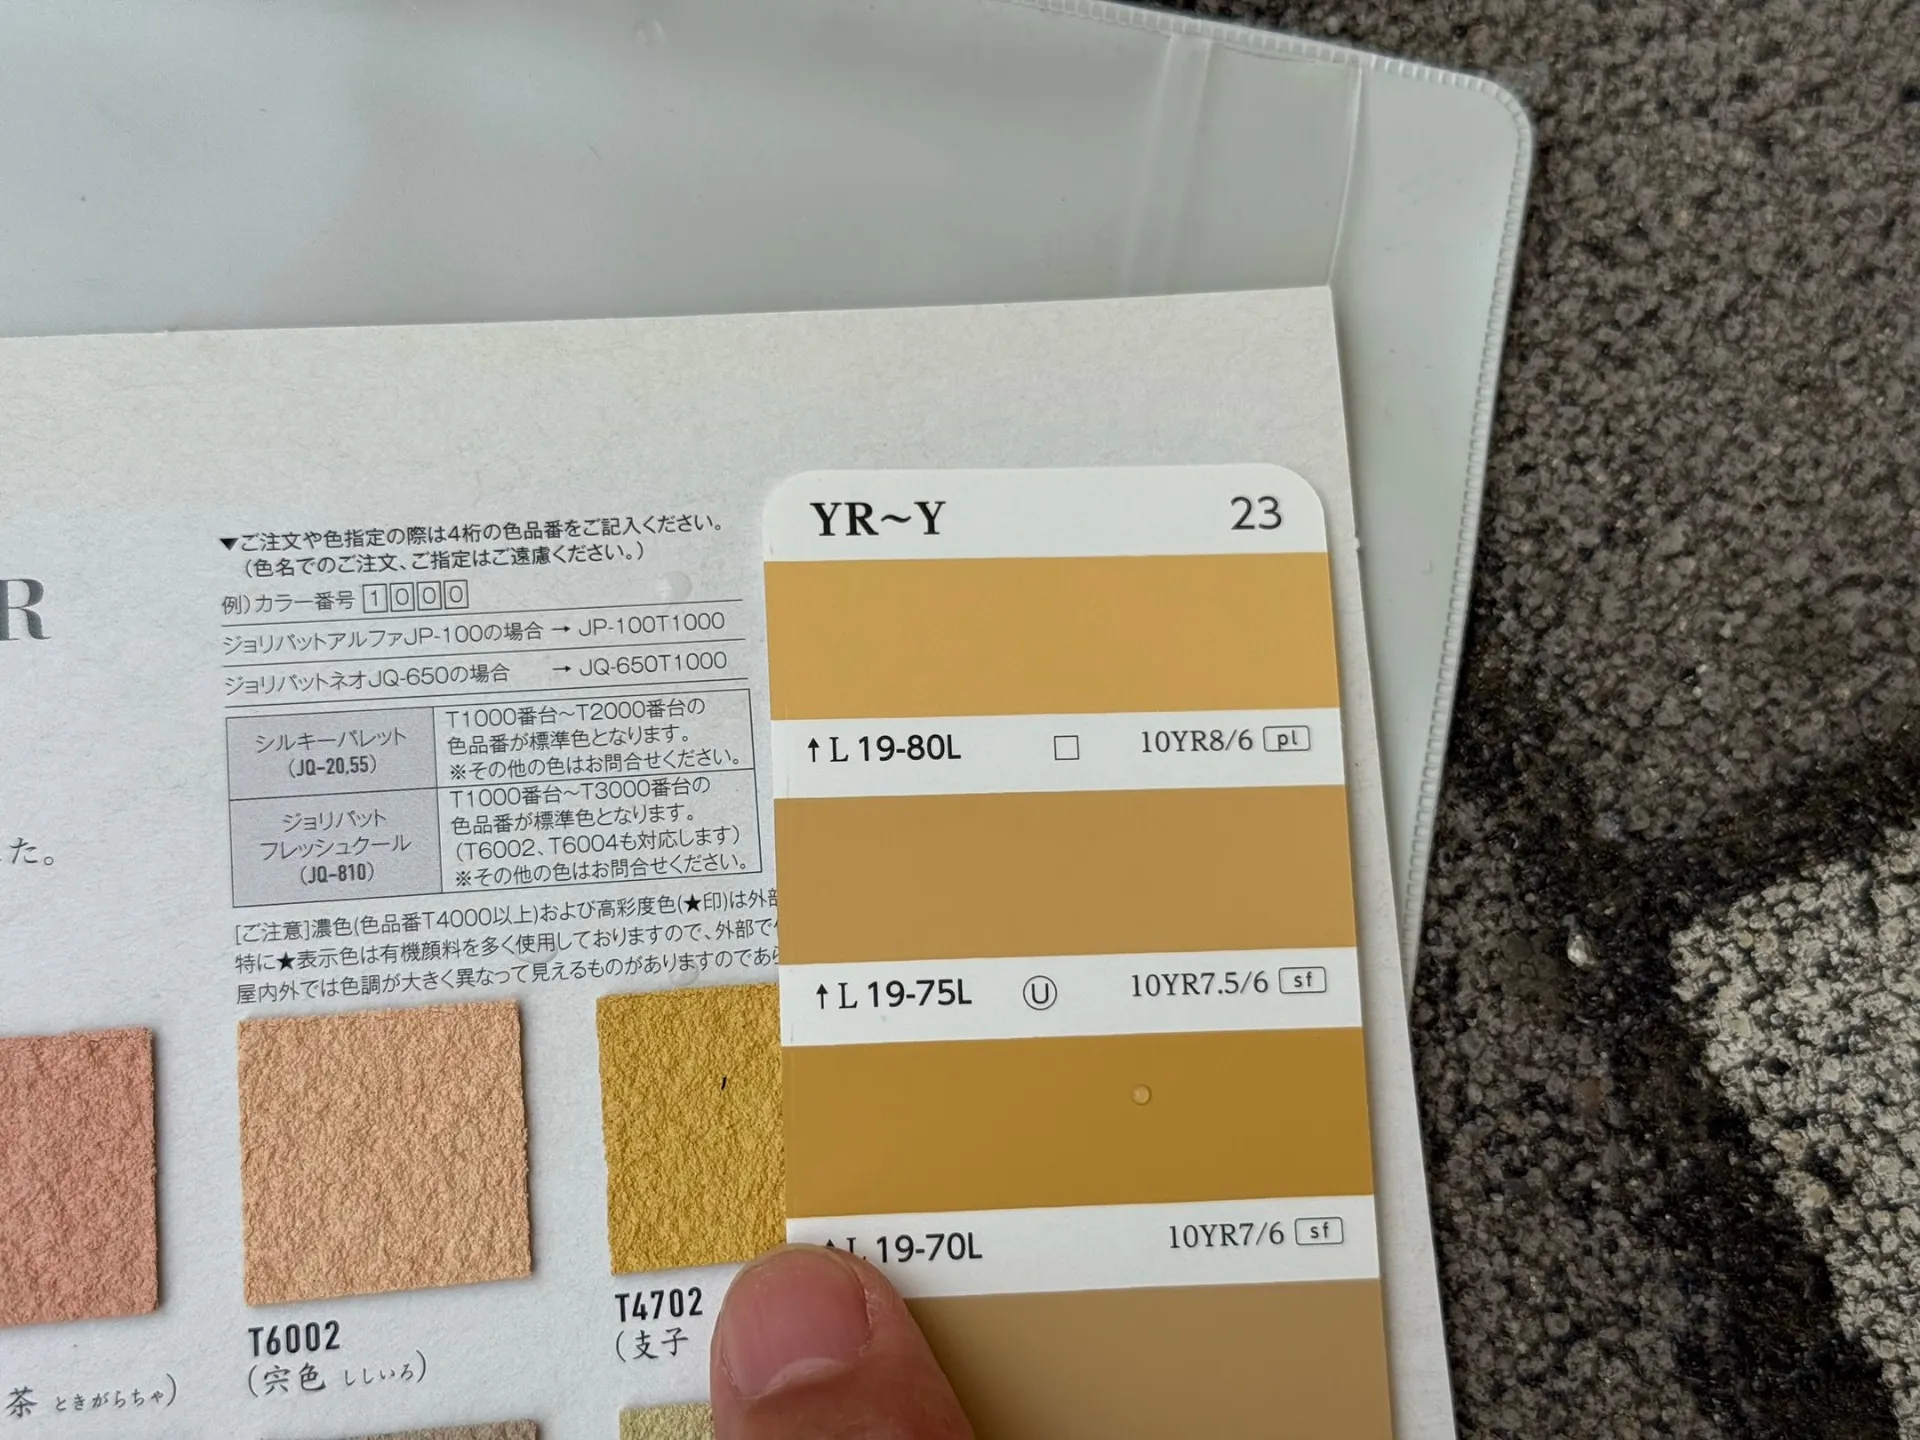 R
た。
▼ご注文や色指定の際は4桁の色品番をご記入ください。
(色名でのご注文、ご指定はご遠慮ください。)
例)カラー番号 1000
ジョリパットアルファJP-100の場合 → JP-100T1000
ジョリパットネオJQ-650の場合 → JQ-650T1000
シルキーパレット
(JQ-20,55)
T1000番台〜T2000番台の
色品番が標準色となります。
※その他の色はお問合せください。
ジョリパット
フレッシュクール
(JQ-810)
T1000番台〜T3000番台の
色品番が標準色となります。
(T6002、T6004も対応します)
※その他の色はお問合せください。
[ご注意]濃色(色品番T4000以上)および高彩度色(★印)は外部
特に★表示色は有機顔料を多く使用しておりますので、外部で
屋内外では色調が大きく異なって見えるものがありますのであら
茶 ときがらちゃ)
T6002
(宍色 ししいろ)
T4702
(支子
YR〜Y 23
↑L 19-80L □ 10YR8/6 pl
↑L 19-75L Ⓤ 10YR7.5/6 sf
↑L 19-70L 10YR7/6 sf